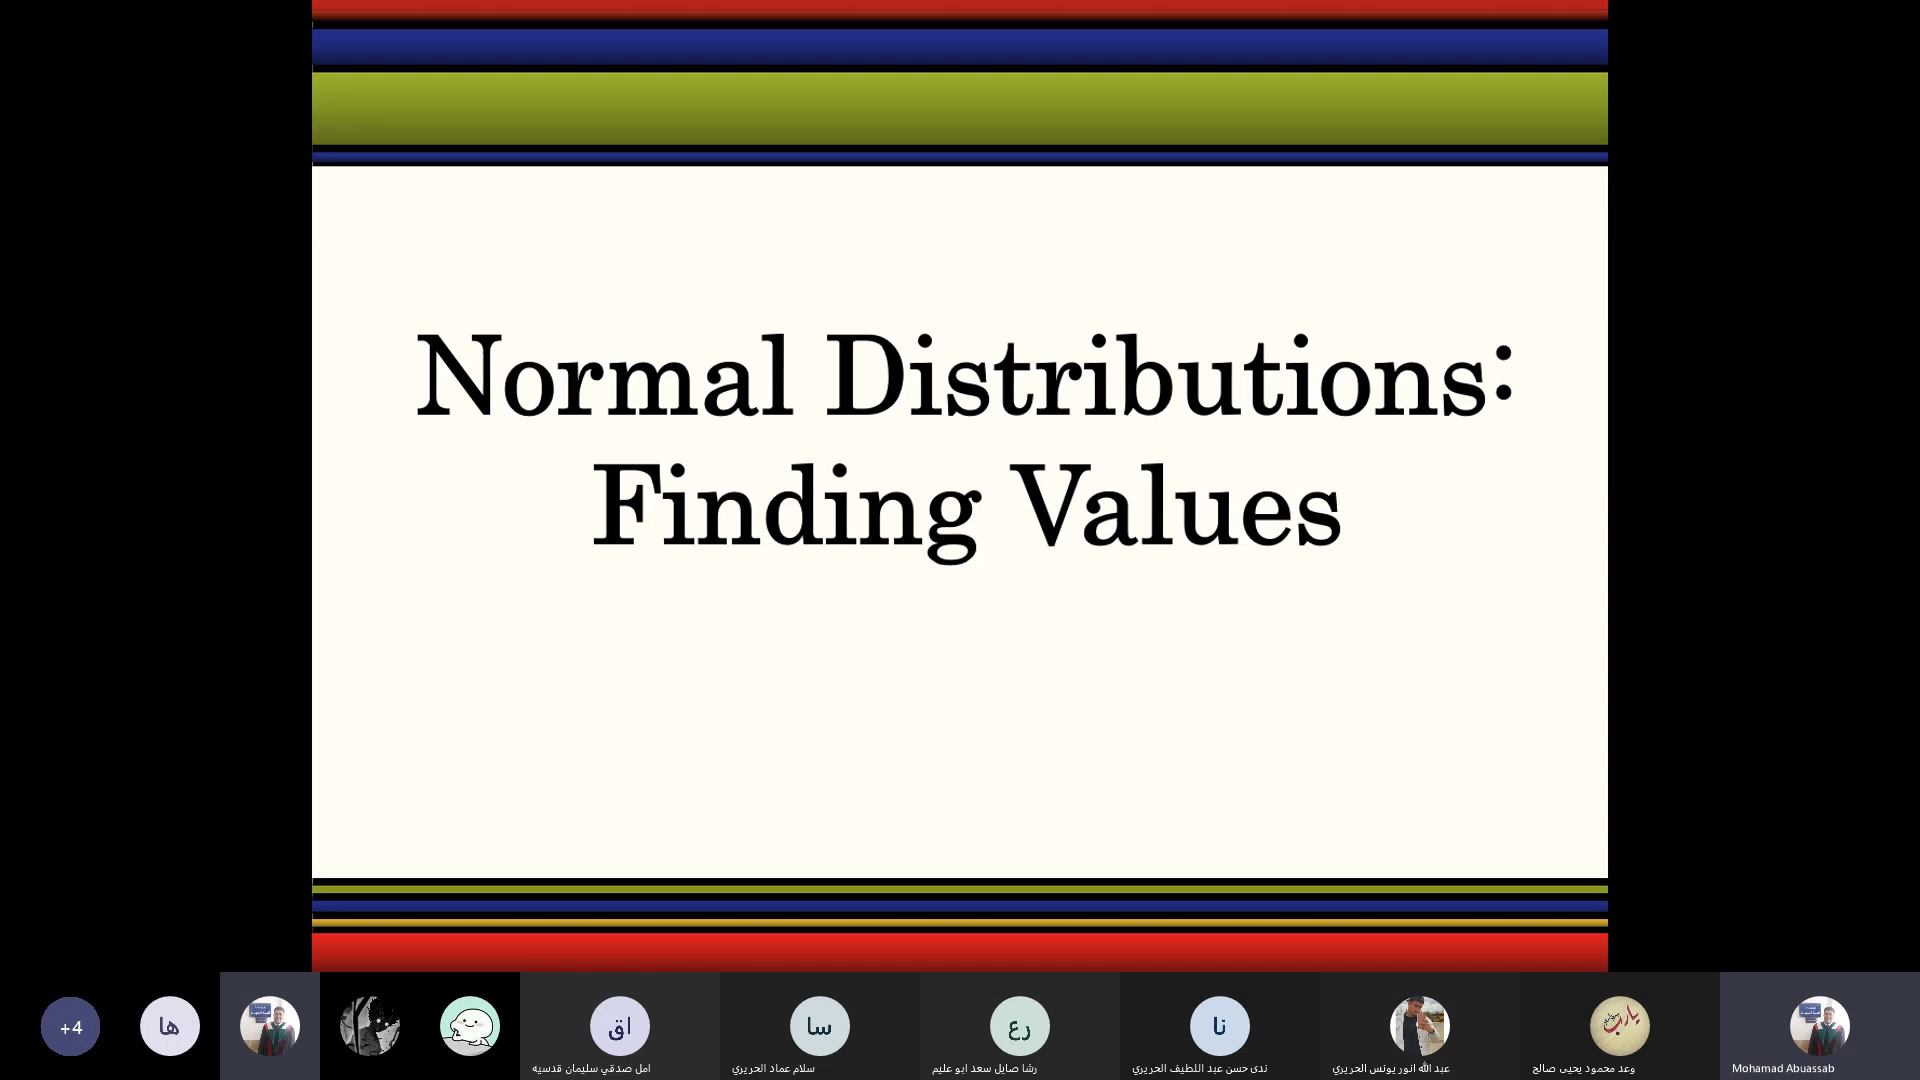 Normal Distributions:
Finding Values
+4
ها
اق
سا
رع
نا
يارب
امل صدقي سليمان قدسيه
سلام عماد الحريري
رشا صايل سعد ابو عليم
ندى حسن عبد اللطيف الحريري
عبد الله انور يونس الحريري
وعد محمود يحيى صالح
Mohamad Abuassab